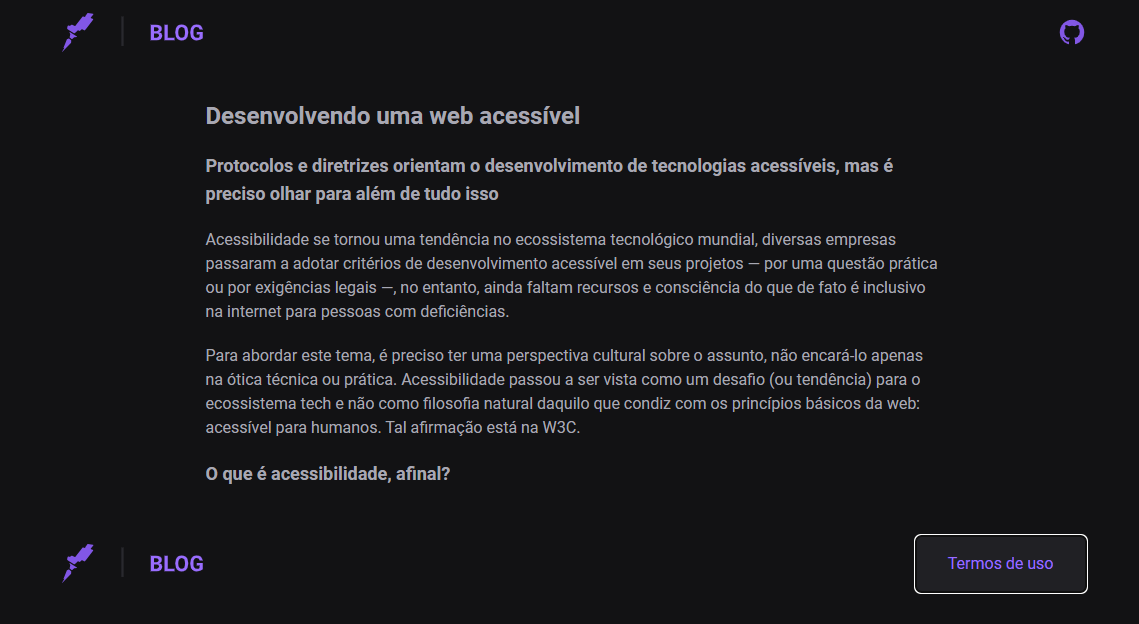 BLOG
Desenvolvendo uma web acessível
Protocolos e diretrizes orientam o desenvolvimento de tecnologias acessíveis, mas é
preciso olhar para além de tudo isso
Acessibilidade se tornou uma tendência no ecossistema tecnológico mundial, diversas empresas
passaram a adotar critérios de desenvolvimento acessível em seus projetos — por uma questão prática
ou por exigências legais —, no entanto, ainda faltam recursos e consciência do que de fato é inclusivo
na internet para pessoas com deficiências.
Para abordar este tema, é preciso ter uma perspectiva cultural sobre o assunto, não encará-lo apenas
na ótica técnica ou prática. Acessibilidade passou a ser vista como um desafio (ou tendência) para o
ecossistema tech e não como filosofia natural daquilo que condiz com os princípios básicos da web:
acessível para humanos. Tal afirmação está na W3C.
O que é acessibilidade, afinal?
BLOG
Termos de uso